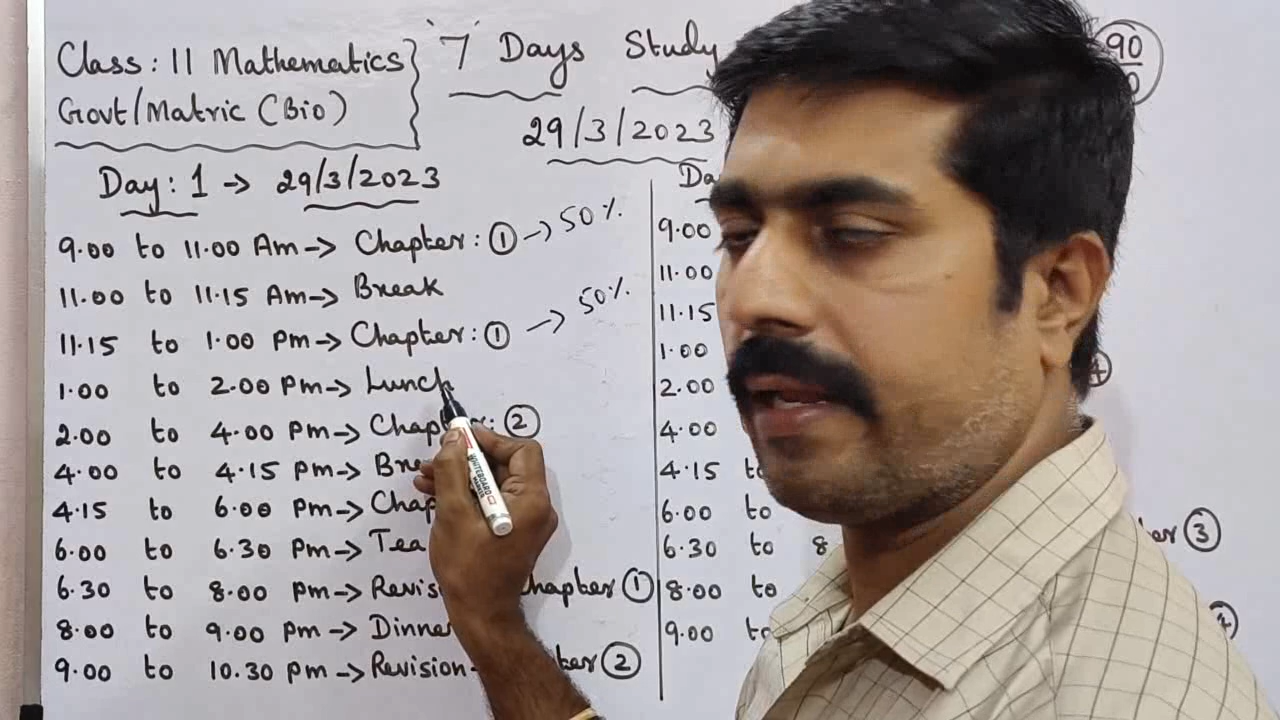 Class: 11 Mathematics
Govt/Matric (Bio)
'7' Days Study
29/3/2023
90
Day: 1 → 29/3/2023
9.00 to 11.00 Am → Chapter: ① → 50%
11.00 to 11.15 Am → Break
11.15 to 1.00 Pm → Chapter: ① → 50%
1.00 to 2.00 Pm → Lunch
2.00 to 4.00 Pm → Chapter: ②
4.00 to 4.15 Pm → Bre
4.15 to 6.00 Pm → Chap
6.00 to 6.30 Pm → Tea
6.30 to 8.00 Pm → Revis Chapter ①
8.00 to 9.00 Pm → Dinner
9.00 to 10.30 Pm → Revision- ②
Da
9.00
11.00
11.15
1.00
2.00
4.00
4.15 to
6.00 to
6.30 to 8 ③
8.00 to
9.00 to
WHITEBOARD MARKER